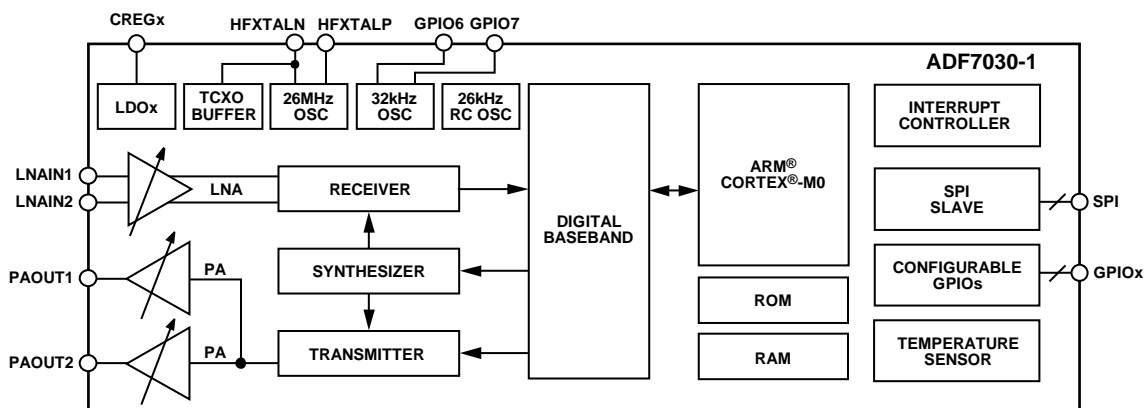 CREGx
HFXTALN
HFXTALP
GPIO6
GPIO7
ADF7030-1
LDOx
TCXO
BUFFER
26MHz
OSC
32kHz
OSC
26kHz
RC OSC
INTERRUPT
CONTROLLER
LNAIN1
LNAIN2
LNA
RECEIVER
ARM®
CORTEX®-M0
SPI
SLAVE
SPI
DIGITAL
BASEBAND
PAOUT1
PA
SYNTHESIZER
CONFIGURABLE
GPIOs
GPIOx
ROM
PAOUT2
PA
TRANSMITTER
RAM
TEMPERATURE
SENSOR